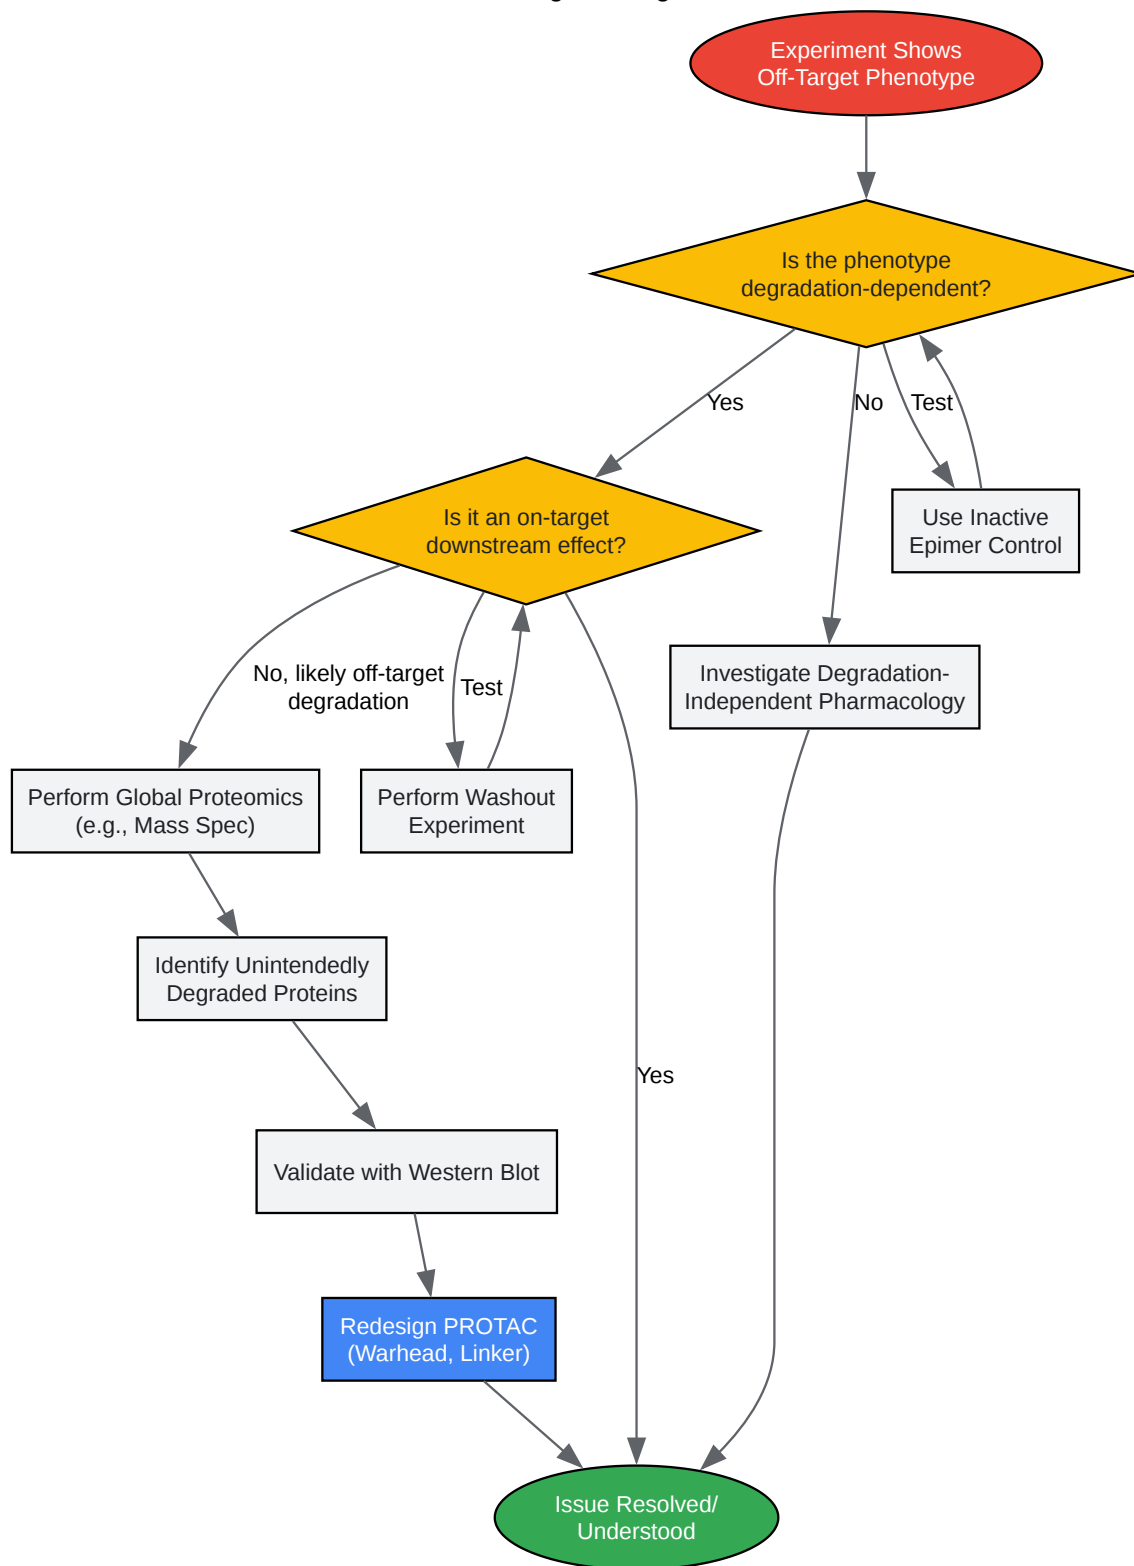 Experiment Shows
Off-Target Phenotype
Is the phenotype
degradation-dependent?
Yes
No
Test
Use Inactive
Epimer Control
Is it an on-target
downstream effect?
Investigate Degradation-
Independent Pharmacology
No, likely off-target
degradation
Test
Perform Global Proteomics
(e.g., Mass Spec)
Perform Washout
Experiment
Identify Unintendedly
Degraded Proteins
Yes
Validate with Western Blot
Redesign PROTAC
(Warhead, Linker)
Issue Resolved/
Understood